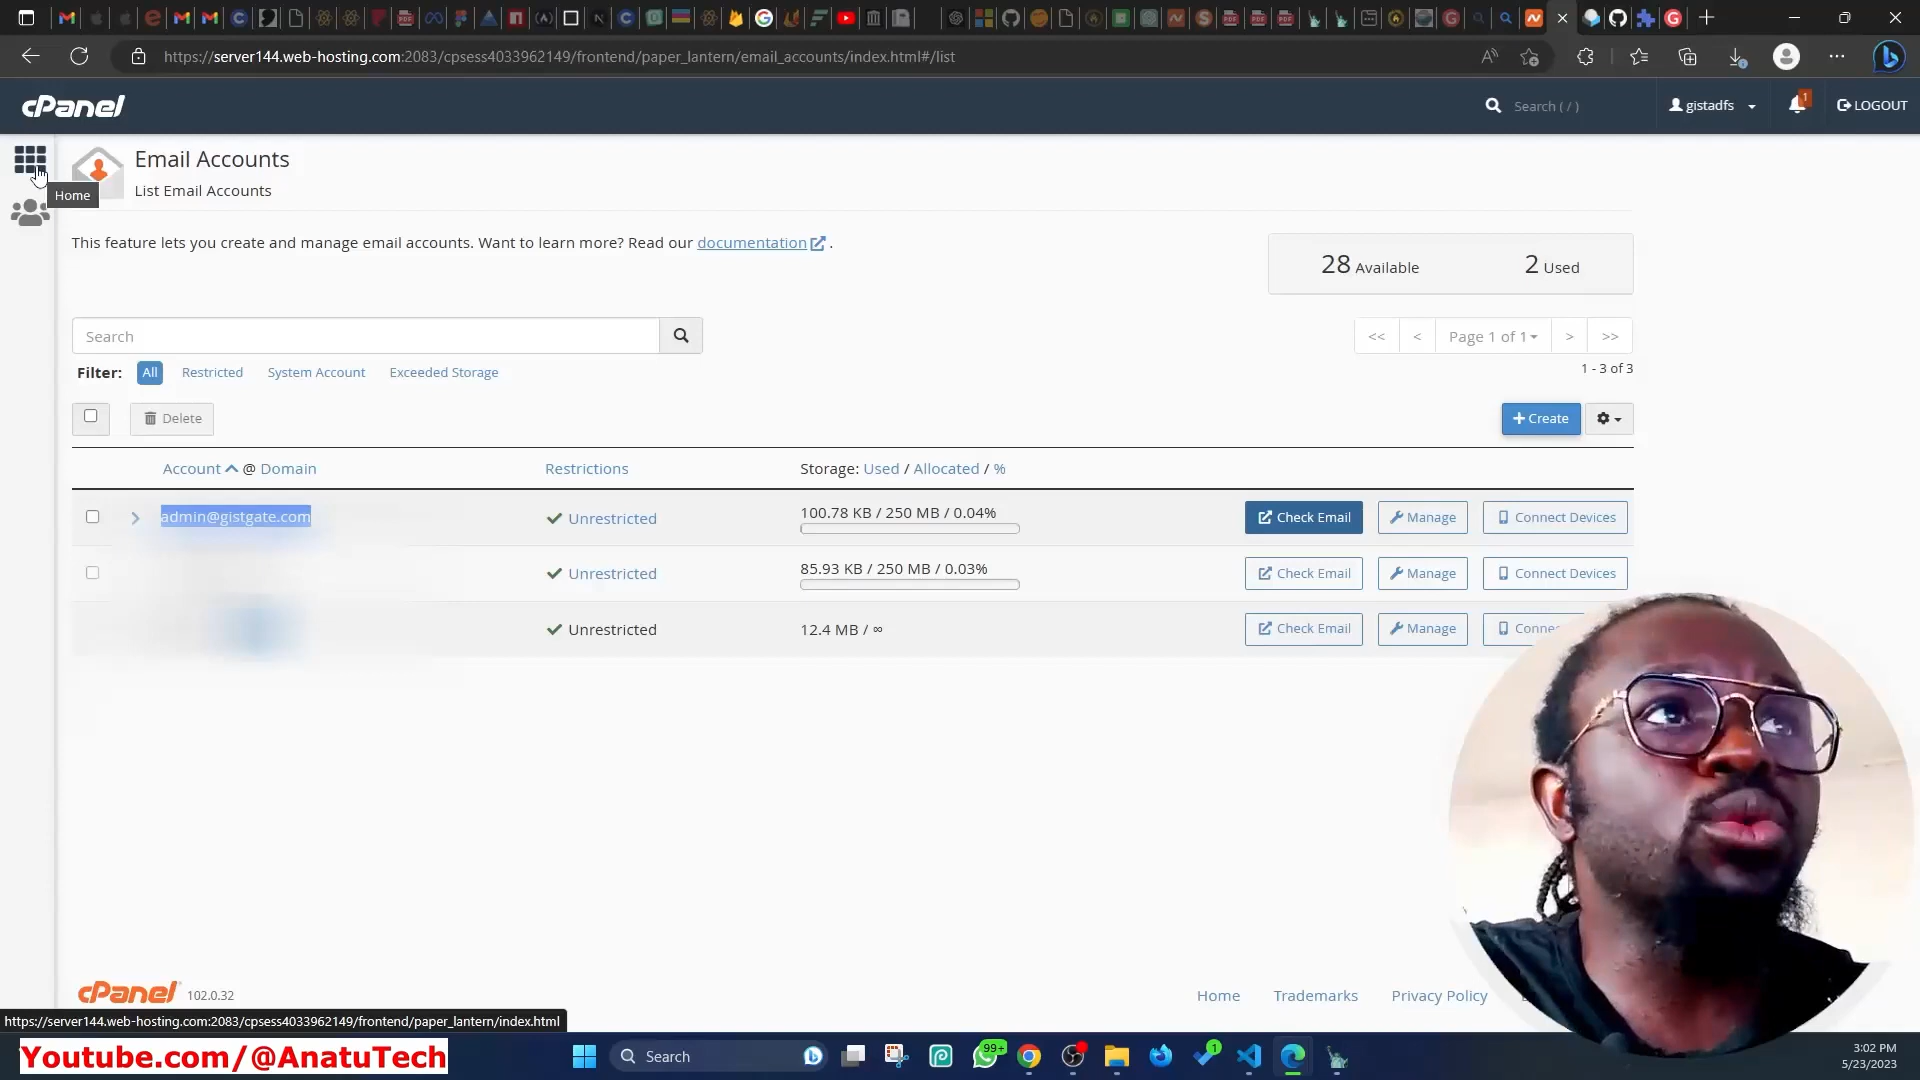 https://server144.web-hosting.com:2083/cpsess4033962149/frontend/paper_lantern/email_accounts/index.html#/list
cPanel
Search ( / )
gistadfs
1
LOGOUT
Email Accounts
List Email Accounts
Home
This feature lets you create and manage email accounts. Want to learn more? Read our documentation .
28 Available 2 Used
Search
<< < Page 1 of 1 > >>
Filter: All Restricted System Account Exceeded Storage
1 - 3 of 3
Delete
+ Create
Account @ Domain Restrictions Storage: Used / Allocated / %
admin@gistgate.com Unrestricted 100.78 KB / 250 MB / 0.04% Check Email Manage Connect Devices
Unrestricted 85.93 KB / 250 MB / 0.03% Check Email Manage Connect Devices
Unrestricted 12.4 MB / ∞ Check Email Manage Conne
cPanel 102.0.32
Home Trademarks Privacy Policy
https://server144.web-hosting.com:2083/cpsess4033962149/frontend/paper_lantern/index.html
Youtube.com/@AnatuTech
Search
99+
1
3:02 PM
5/23/2023